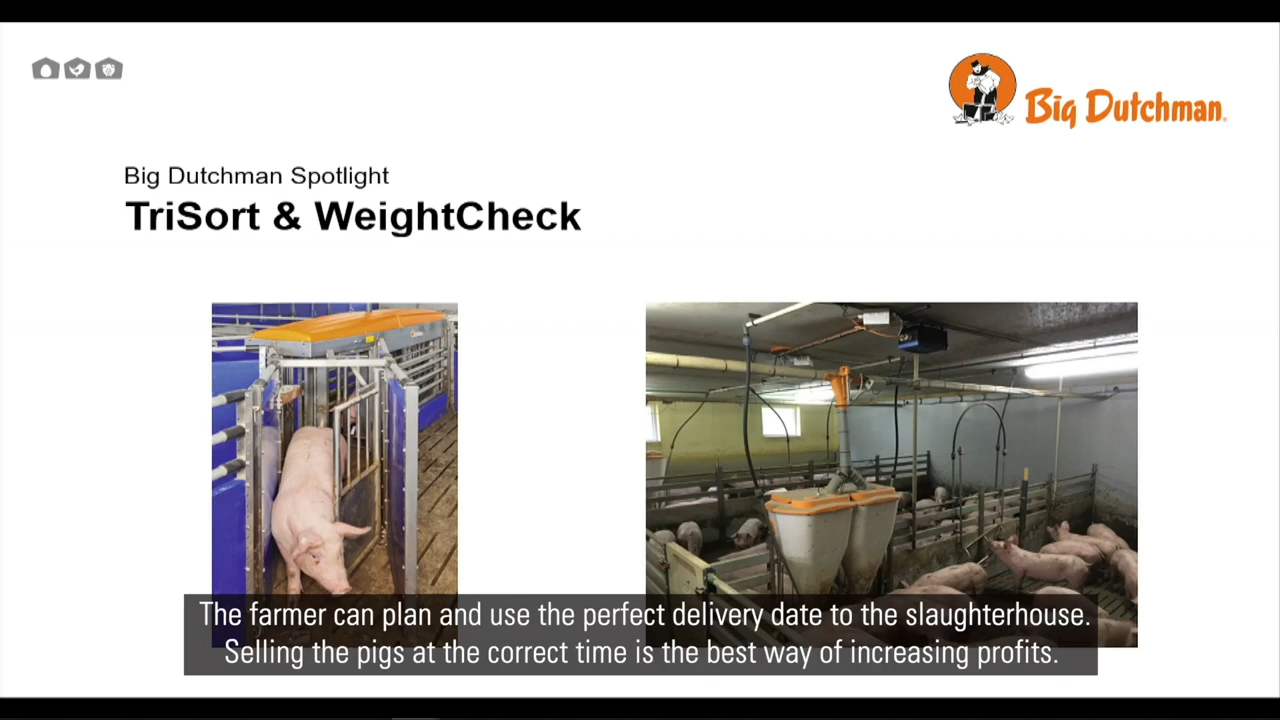 Big Dutchman
Big Dutchman Spotlight
TriSort & WeightCheck
The farmer can plan and use the perfect delivery date to the slaughterhouse.
Selling the pigs at the correct time is the best way of increasing profits.